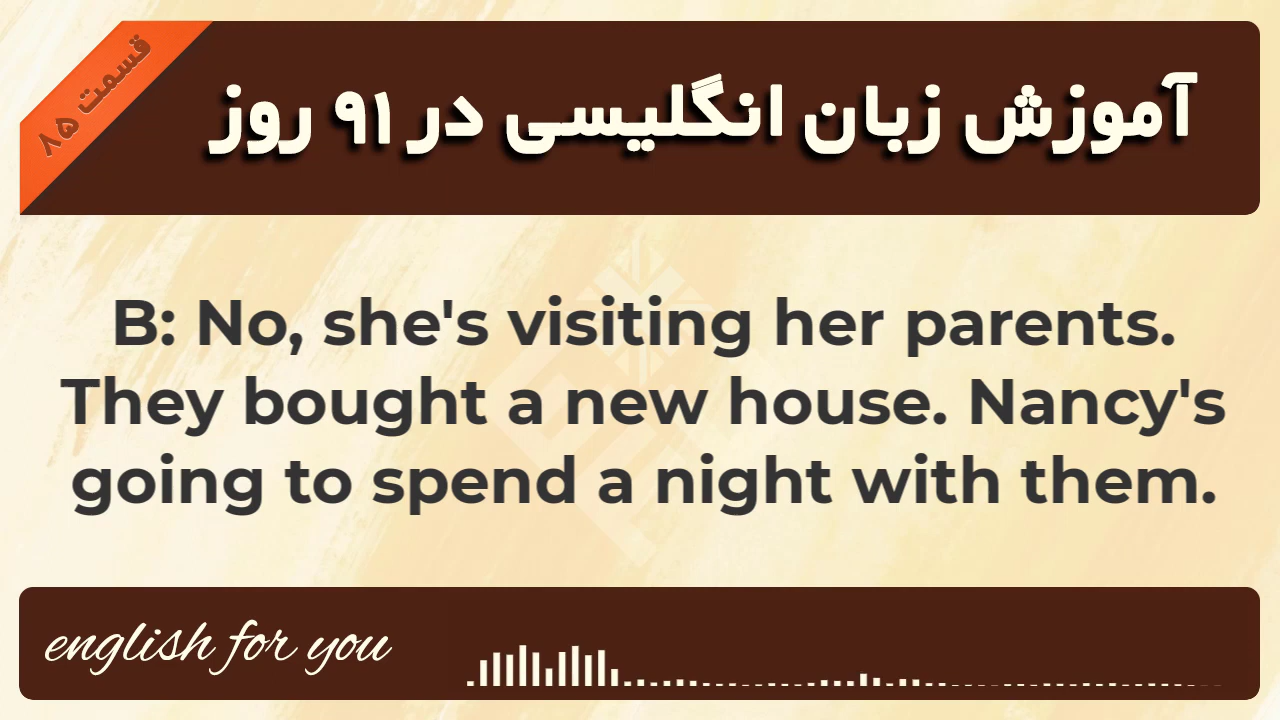 قسمت ۸۵
آموزش زبان انگلیسی در ۹۱ روز
B: No, she's visiting her parents.
They bought a new house. Nancy's
going to spend a night with them.
english for you